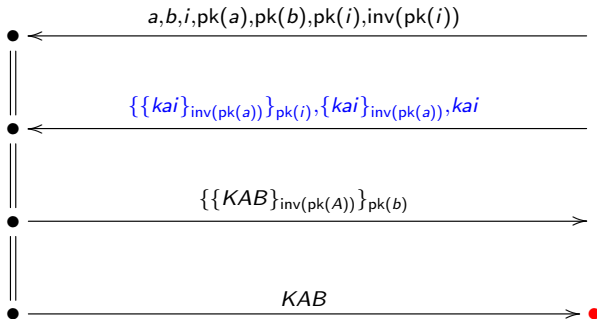 a,b,i,pk(a),pk(b),pk(i),inv(pk(i))
{{kai}inv(pk(a))}pk(i),{kai}inv(pk(a)),kai
{{KAB}inv(pk(A))}pk(b)
KAB